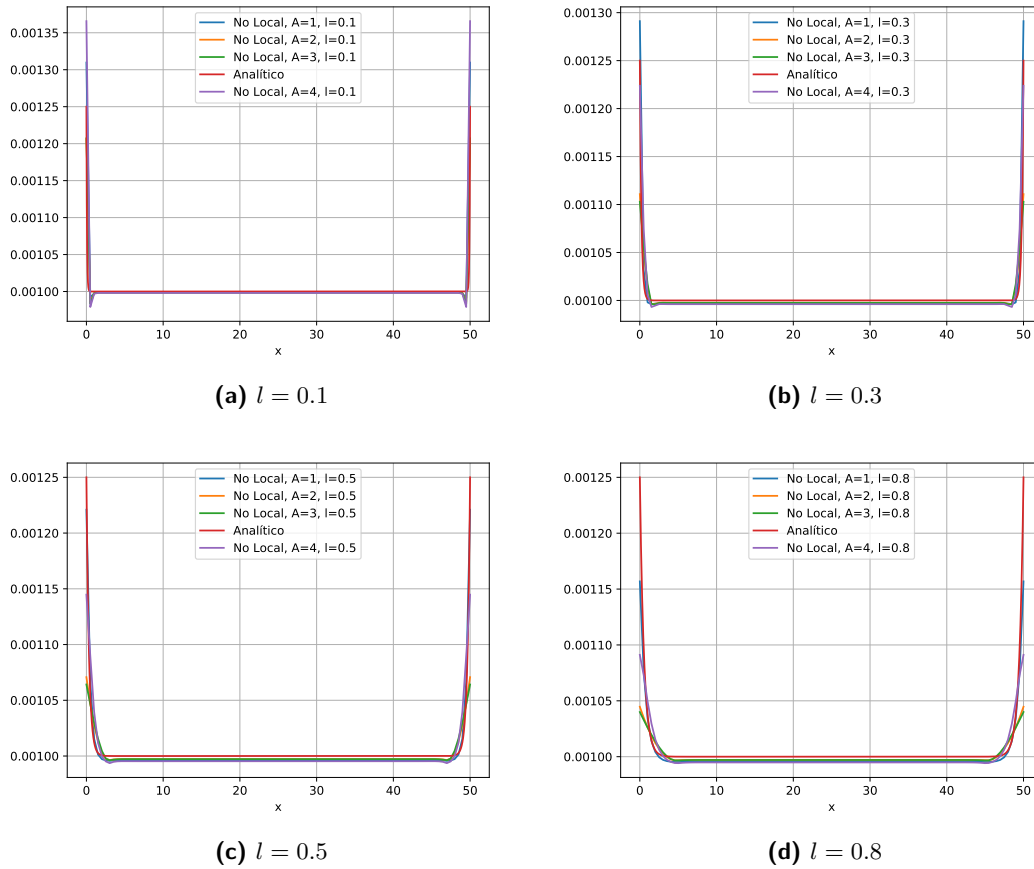 No Local, A=1, l=0.1
No Local, A=2, l=0.1
No Local, A=3, l=0.1
Analítico
No Local, A=4, l=0.1
0.00135
0.00130
0.00125
0.00120
0.00115
0.00110
0.00105
0.00100
0 10 20 30 40 50
x
(a) l = 0.1
No Local, A=1, l=0.3
No Local, A=2, l=0.3
No Local, A=3, l=0.3
Analítico
No Local, A=4, l=0.3
0.00130
0.00125
0.00120
0.00115
0.00110
0.00105
0.00100
0 10 20 30 40 50
x
(b) l = 0.3
No Local, A=1, l=0.5
No Local, A=2, l=0.5
No Local, A=3, l=0.5
Analítico
No Local, A=4, l=0.5
0.00125
0.00120
0.00115
0.00110
0.00105
0.00100
0 10 20 30 40 50
x
(c) l = 0.5
No Local, A=1, l=0.8
No Local, A=2, l=0.8
No Local, A=3, l=0.8
Analítico
No Local, A=4, l=0.8
0.00125
0.00120
0.00115
0.00110
0.00105
0.00100
0 10 20 30 40 50
x
(d) l = 0.8